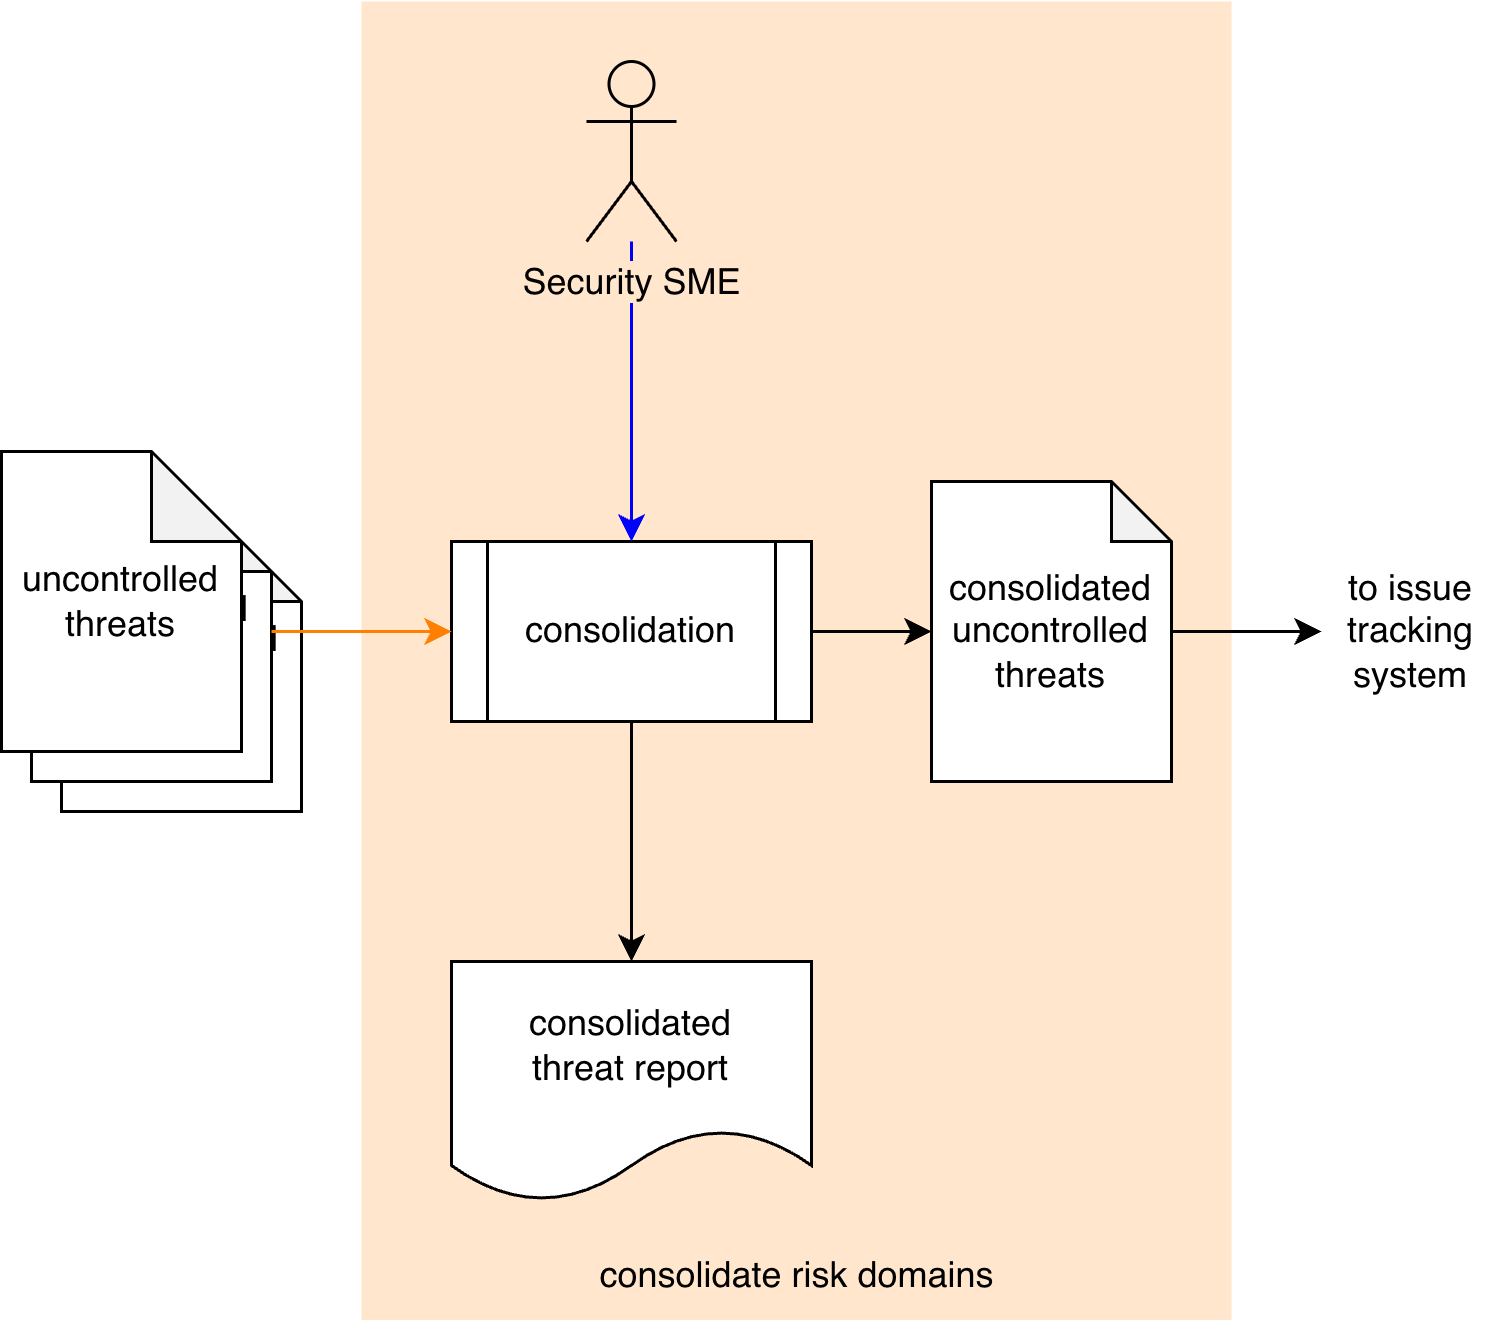 Security SME
uncontrolled
threats
consolidation
consolidated
uncontrolled
threats
to issue
tracking
system
consolidated
threat report
consolidate risk domains